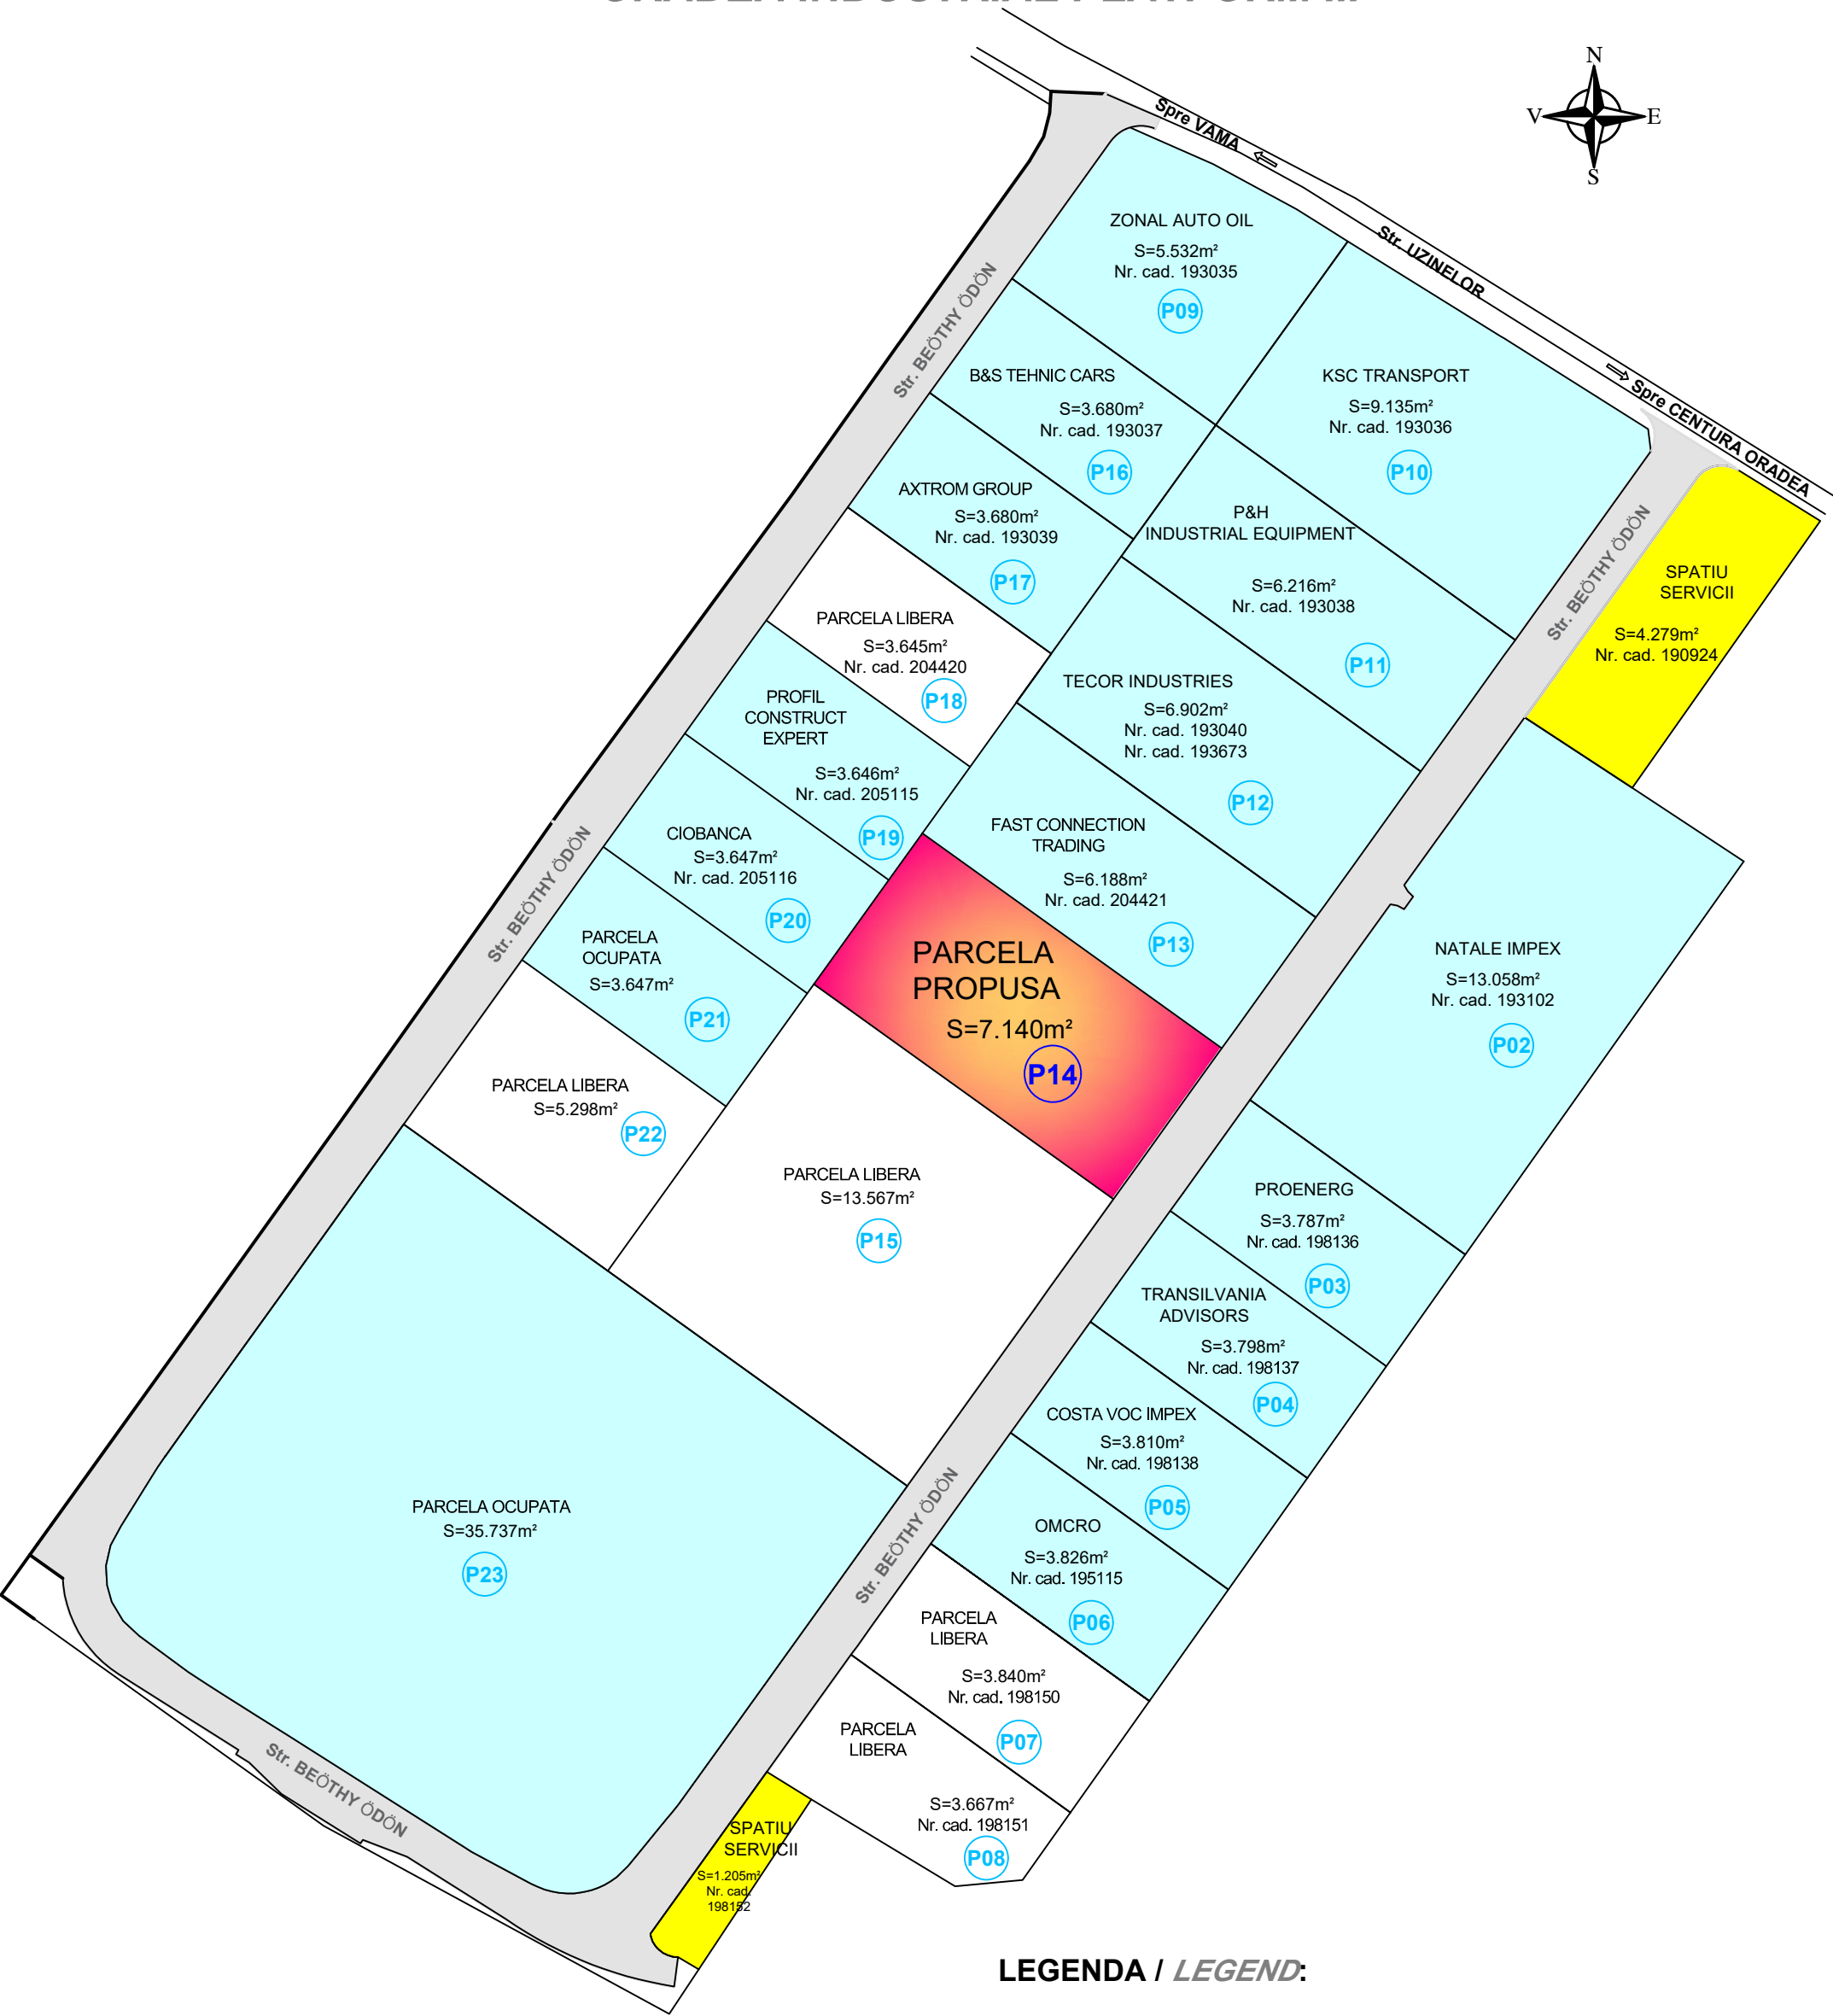 N
V
E
S
Spre VAMA
Str. UZINELOR
Spre CENTURA ORADEA
ZONAL AUTO OIL
S=5.532m²
Nr. cad. 193035
P09
Str. BEÖTHY ÖDÖN
B&S TEHNIC CARS
S=3.680m²
Nr. cad. 193037
P16
KSC TRANSPORT
S=9.135m²
Nr. cad. 193036
P10
AXTROM GROUP
S=3.680m²
Nr. cad. 193039
P17
P&H
INDUSTRIAL EQUIPMENT
S=6.216m²
Nr. cad. 193038
P11
Str. BEÖTHY ÖDÖN
SPATIU
SERVICII
S=4.279m²
Nr. cad. 190924
PARCELA LIBERA
S=3.645m²
Nr. cad. 204420
P18
TECOR INDUSTRIES
S=6.902m²
Nr. cad. 193040
Nr. cad. 193673
P12
PROFIL
CONSTRUCT
EXPERT
S=3.646m²
Nr. cad. 205115
P19
FAST CONNECTION
TRADING
S=6.188m²
Nr. cad. 204421
P13
CIOBANCA
S=3.647m²
Nr. cad. 205116
P20
Str. BEÖTHY ÖDÖN
PARCELA
OCUPATA
S=3.647m²
P21
PARCELA
PROPUSA
S=7.140m²
P14
NATALE IMPEX
S=13.058m²
Nr. cad. 193102
P02
PARCELA LIBERA
S=5.298m²
P22
PARCELA LIBERA
S=13.567m²
P15
PROENERG
S=3.787m²
Nr. cad. 198136
P03
TRANSILVANIA
ADVISORS
S=3.798m²
Nr. cad. 198137
P04
COSTA VOC IMPEX
S=3.810m²
Nr. cad. 198138
P05
PARCELA OCUPATA
S=35.737m²
P23
Str. BEÖTHY ÖDÖN
OMCRO
S=3.826m²
Nr. cad. 195115
P06
PARCELA
LIBERA
S=3.840m²
Nr. cad. 198150
P07
PARCELA
LIBERA
S=3.667m²
Nr. cad. 198151
P08
Str. BEÖTHY ÖDÖN
SPATIU
SERVICII
S=1.205m²
Nr. cad.
198152
LEGENDA / LEGEND: